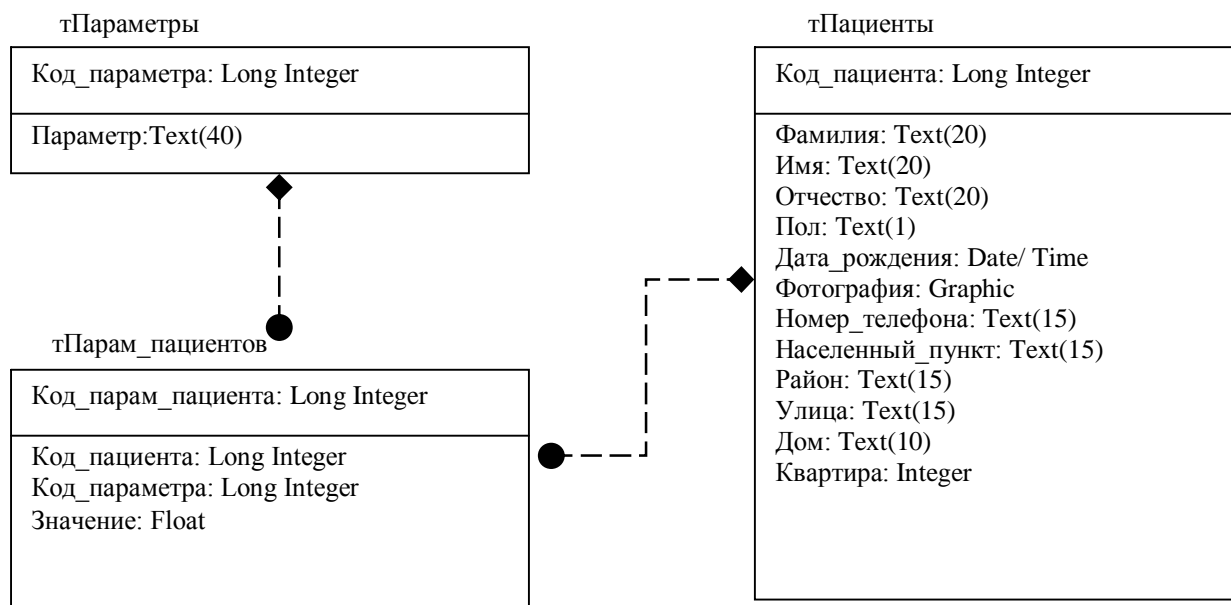 тПараметры
Код_параметра: Long Integer
Параметр:Text(40)
тПарам_пациентов
Код_парам_пациента: Long Integer
Код_пациента: Long Integer
Код_параметра: Long Integer
Значение: Float
тПациенты
Код_пациента: Long Integer
Фамилия: Text(20)
Имя: Text(20)
Отчество: Text(20)
Пол: Text(1)
Дата_рождения: Date/ Time
Фотография: Graphic
Номер_телефона: Text(15)
Населенный_пункт: Text(15)
Район: Text(15)
Улица: Text(15)
Дом: Text(10)
Квартира: Integer